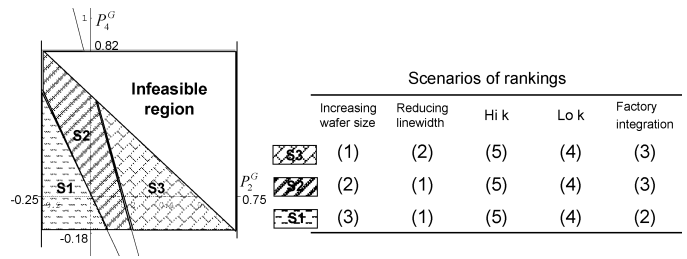 1 P₄ᴳ
0.82
Infeasible
region
S2
S1
S3
P₂ᴳ
-0.25
0.75
-0.18
Scenarios of rankings
Increasing wafer size
Reducing linewidth
Hi k
Lo k
Factory integration
S3 (1) (2) (5) (4) (3)
S2 (2) (1) (5) (4) (3)
S1 (3) (1) (5) (4) (2)